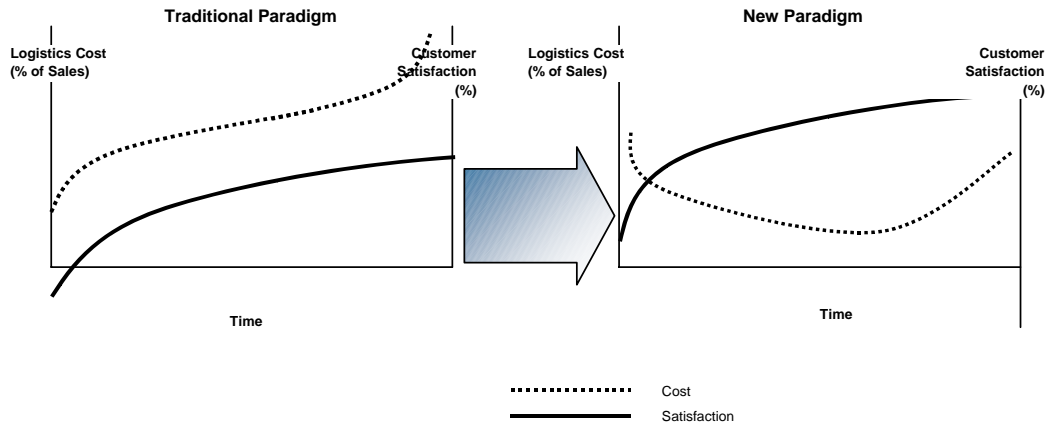 Traditional Paradigm
Logistics Cost
(% of Sales)
Customer
Satisfaction
(%)
Time
New Paradigm
Logistics Cost
(% of Sales)
Customer
Satisfaction
(%)
Time
Cost
Satisfaction